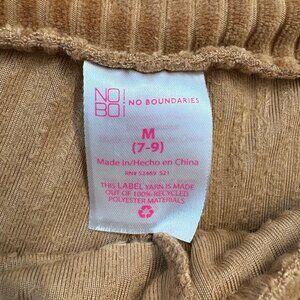 NO
BO
NO BOUNDARIES
M
(7-9)
Made in/Hecho en China
RN# 52469 S21
THIS LABEL YARN IS MADE
OUT OF 100% RECYCLED
POLYESTER MATERIALS